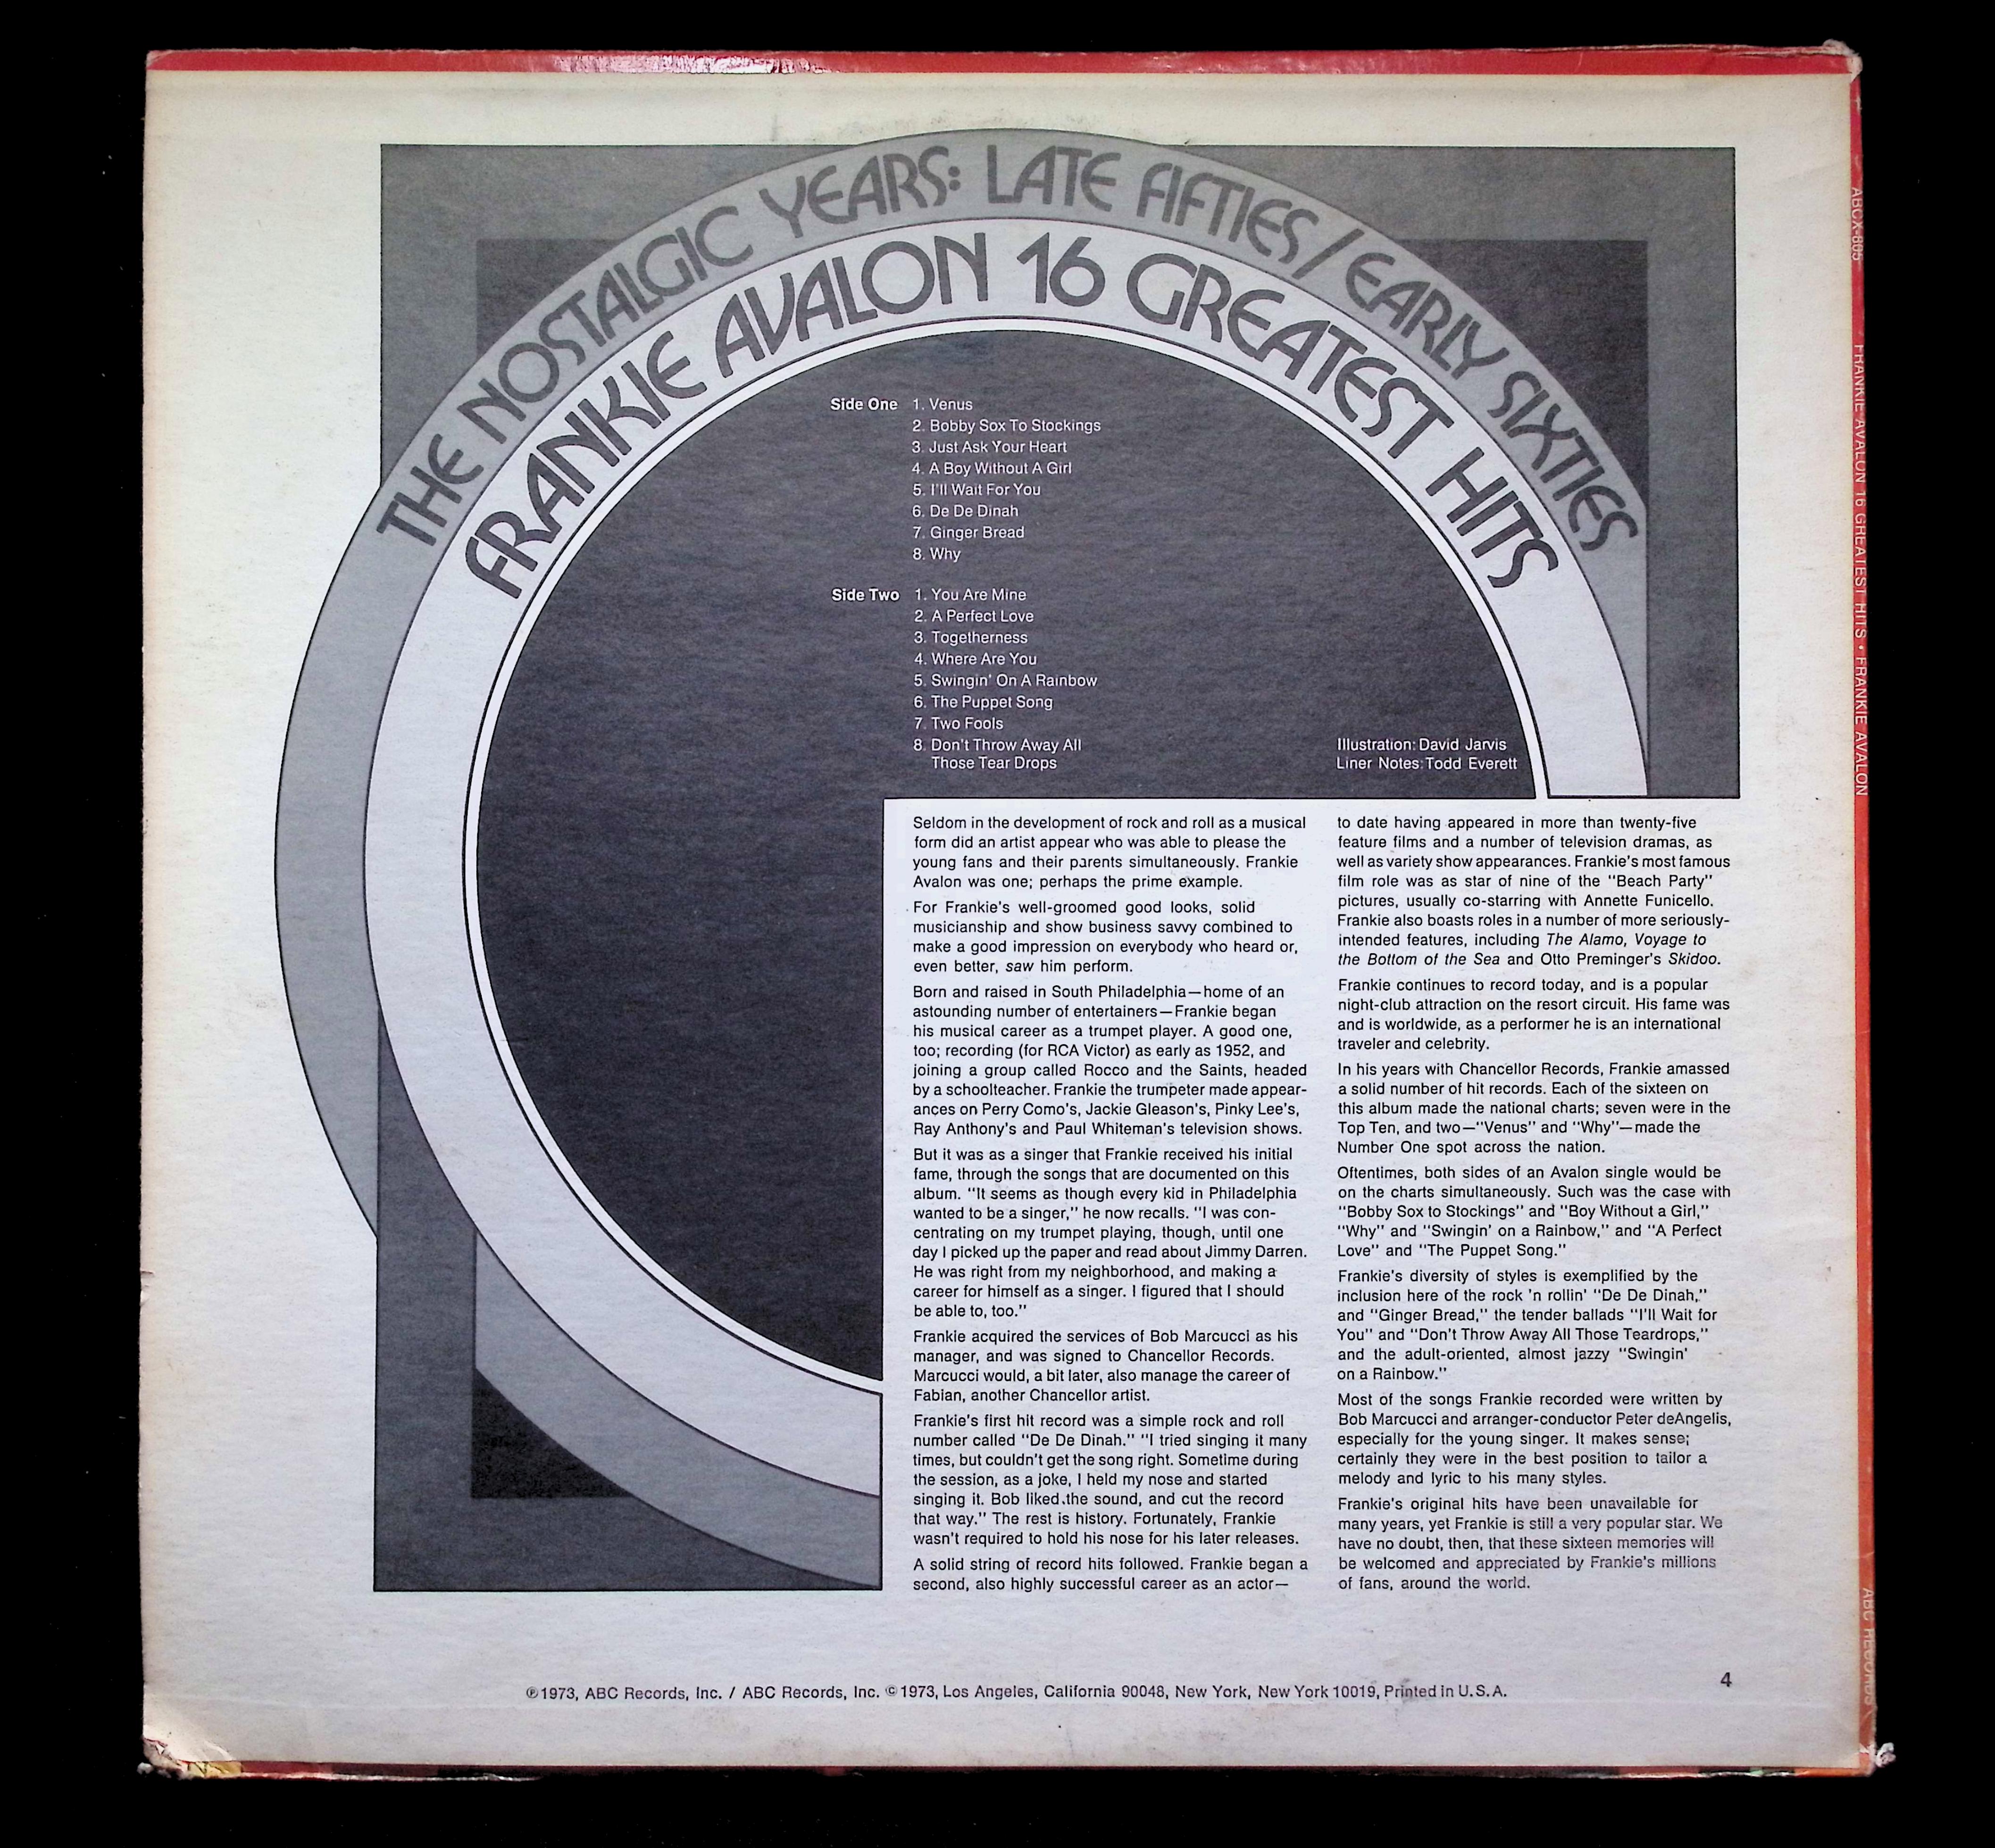 THE NOSTALGIC YEARS: LATE FIFTIES / EARLY SIXTIES
FRANKIE AVALON 16 GREATEST HITS
Side One 1. Venus
2. Bobby Sox To Stockings
3. Just Ask Your Heart
4. A Boy Without A Girl
5. I'll Wait For You
6. De De Dinah
7. Ginger Bread
8. Why
Side Two 1. You Are Mine
2. A Perfect Love
3. Togetherness
4. Where Are You
5. Swingin' On A Rainbow
6. The Puppet Song
7. Two Fools
8. Don't Throw Away All
Those Tear Drops
Illustration: David Jarvis
Liner Notes: Todd Everett
Seldom in the development of rock and roll as a musical
form did an artist appear who was able to please the
young fans and their parents simultaneously. Frankie
Avalon was one; perhaps the prime example.
For Frankie's well-groomed good looks, solid
musicianship and show business savvy combined to
make a good impression on everybody who heard or,
even better, saw him perform.
Born and raised in South Philadelphia—home of an
astounding number of entertainers—Frankie began
his musical career as a trumpet player. A good one,
too; recording (for RCA Victor) as early as 1952, and
joining a group called Rocco and the Saints, headed
by a schoolteacher. Frankie the trumpeter made appear-
ances on Perry Como's, Jackie Gleason's, Pinky Lee's,
Ray Anthony's and Paul Whiteman's television shows.
But it was as a singer that Frankie received his initial
fame, through the songs that are documented on this
album. "It seems as though every kid in Philadelphia
wanted to be a singer," he now recalls. "I was con-
centrating on my trumpet playing, though, until one
day I picked up the paper and read about Jimmy Darren.
He was right from my neighborhood, and making a
career for himself as a singer. I figured that I should
be able to, too."
Frankie acquired the services of Bob Marcucci as his
manager, and was signed to Chancellor Records.
Marcucci would, a bit later, also manage the career of
Fabian, another Chancellor artist.
Frankie's first hit record was a simple rock and roll
number called "De De Dinah." "I tried singing it many
times, but couldn't get the song right. Sometime during
the session, as a joke, I held my nose and started
singing it. Bob liked the sound, and cut the record
that way." The rest is history. Fortunately, Frankie
wasn't required to hold his nose for his later releases.
A solid string of record hits followed. Frankie began a
second, also highly successful career as an actor—
to date having appeared in more than twenty-five
feature films and a number of television dramas, as
well as variety show appearances. Frankie's most famous
film role was as star of nine of the "Beach Party"
pictures, usually co-starring with Annette Funicello.
Frankie also boasts roles in a number of more seriously-
intended features, including The Alamo, Voyage to
the Bottom of the Sea and Otto Preminger's Skidoo.
Frankie continues to record today, and is a popular
night-club attraction on the resort circuit. His fame was
and is worldwide, as a performer he is an international
traveler and celebrity.
In his years with Chancellor Records, Frankie amassed
a solid number of hit records. Each of the sixteen on
this album made the national charts; seven were in the
Top Ten, and two—"Venus" and "Why"—made the
Number One spot across the nation.
Oftentimes, both sides of an Avalon single would be
on the charts simultaneously. Such was the case with
"Bobby Sox to Stockings" and "Boy Without a Girl,"
"Why" and "Swingin' on a Rainbow," and "A Perfect
Love" and "The Puppet Song."
Frankie's diversity of styles is exemplified by the
inclusion here of the rock 'n rollin' "De De Dinah,"
and "Ginger Bread," the tender ballads "I'll Wait for
You" and "Don't Throw Away All Those Teardrops,"
and the adult-oriented, almost jazzy "Swingin'
on a Rainbow."
Most of the songs Frankie recorded were written by
Bob Marcucci and arranger-conductor Peter deAngelis,
especially for the young singer. It makes sense;
certainly they were in the best position to tailor a
melody and lyric to his many styles.
Frankie's original hits have been unavailable for
many years, yet Frankie is still a very popular star. We
have no doubt, then, that these sixteen memories will
be welcomed and appreciated by Frankie's millions
of fans, around the world.
℗1973, ABC Records, Inc. / ABC Records, Inc. ©1973, Los Angeles, California 90048, New York, New York 10019, Printed in U.S.A.
4
ABCX-805 FRANKIE AVALON 16 GREATEST HITS • FRANKIE AVALON ABC RECORDS